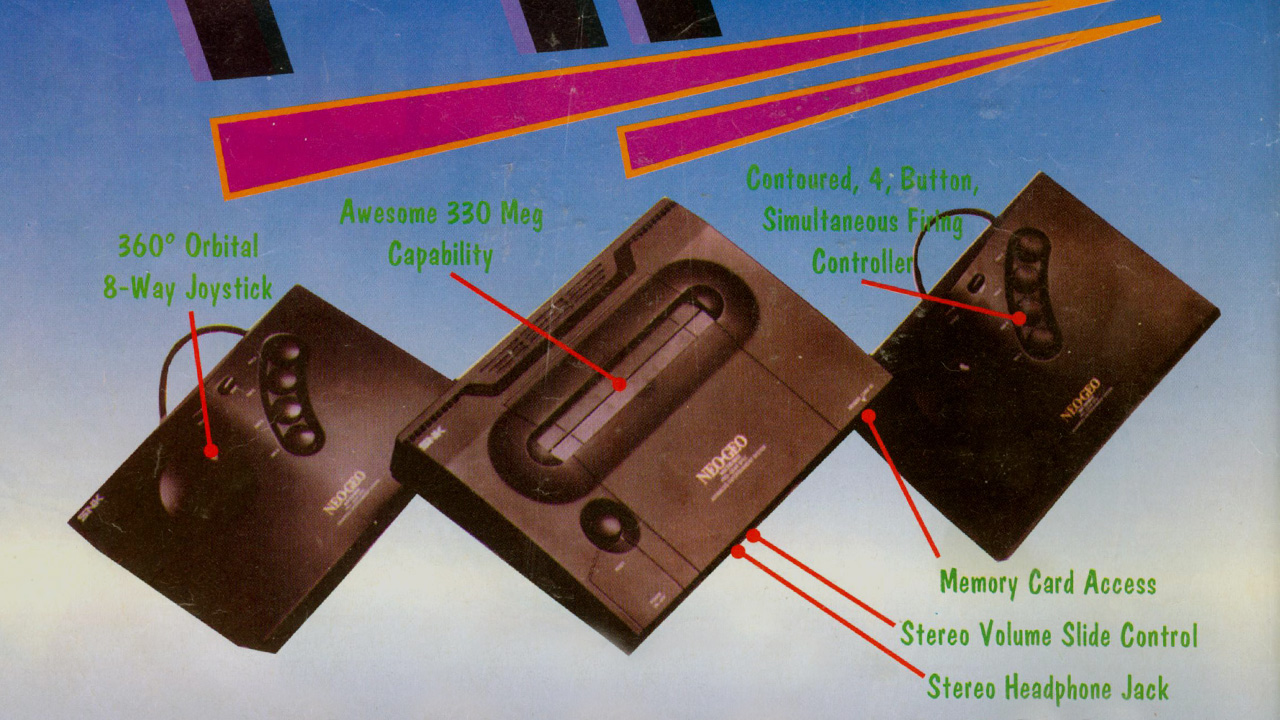 Contoured, 4, Button,
Simultaneous Firing
Controller
Awesome 330 Meg
Capability
360° Orbital
8-Way Joystick
SNK
NEO·GEO
SNK
NEO·GEO
NEO·GEO
Memory Card Access
Stereo Volume Slide Control
Stereo Headphone Jack